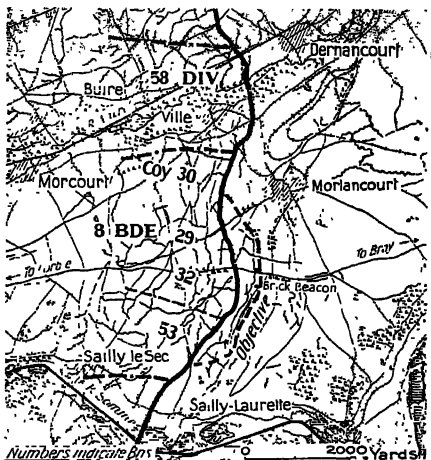 Dernancourt
58 DIV
Buire
Ville
Coy 30
Morcourt
Morlancourt
8 BDE
29
To Bray
32
Brick Beacon
53
Objective
Sailly le Sec
Sailly-Laurette
Somme
Numbers indicate Bns
0 2000 Yards